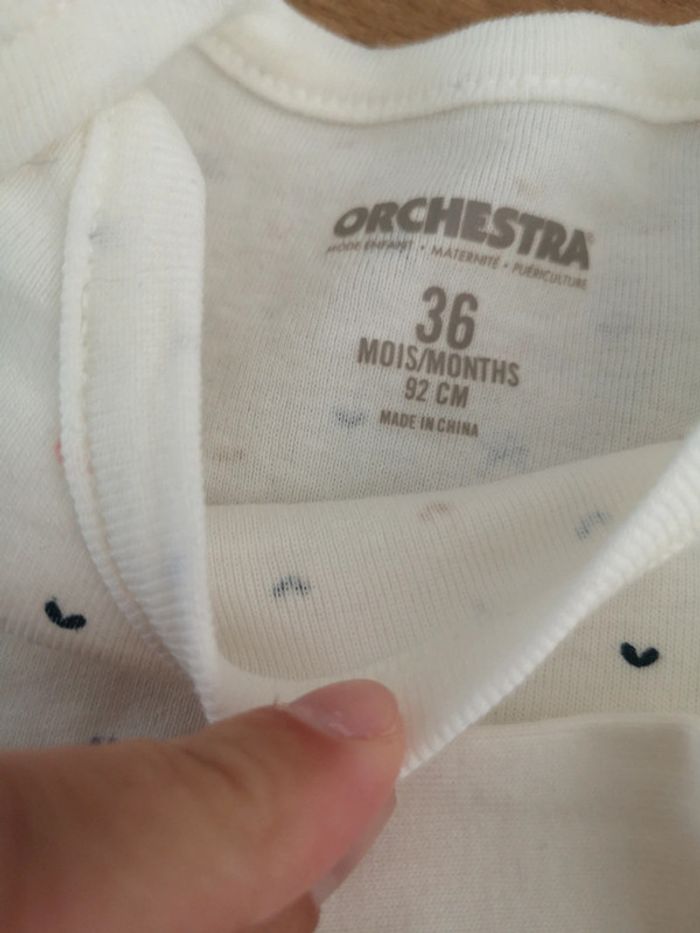 ORCHESTRA
MODE ENFANT • MATERNITÉ • PUÉRICULTURE
36
MOIS/MONTHS
92 CM
MADE IN CHINA